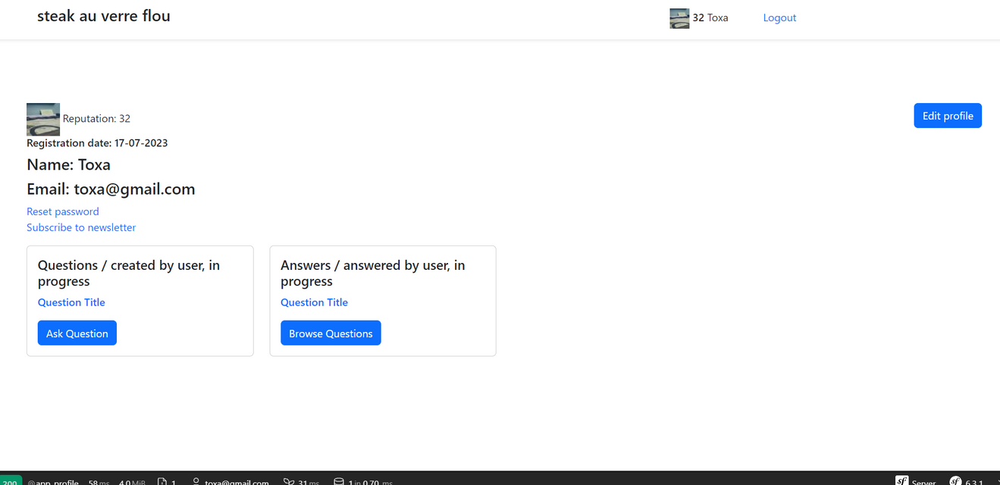 steak au verre flou
32 Toxa
Logout
Reputation: 32
Edit profile
Registration date: 17-07-2023
Name: Toxa
Email: toxa@gmail.com
Reset password
Subscribe to newsletter
Questions / created by user, in
progress
Question Title
Ask Question
Answers / answered by user, in
progress
Question Title
Browse Questions
200 @app_profile 58 ms 4.0 MiB 1 toxa@gmail.com 31 ms 1 in 0.70 ms sf Server sf 6.3.1